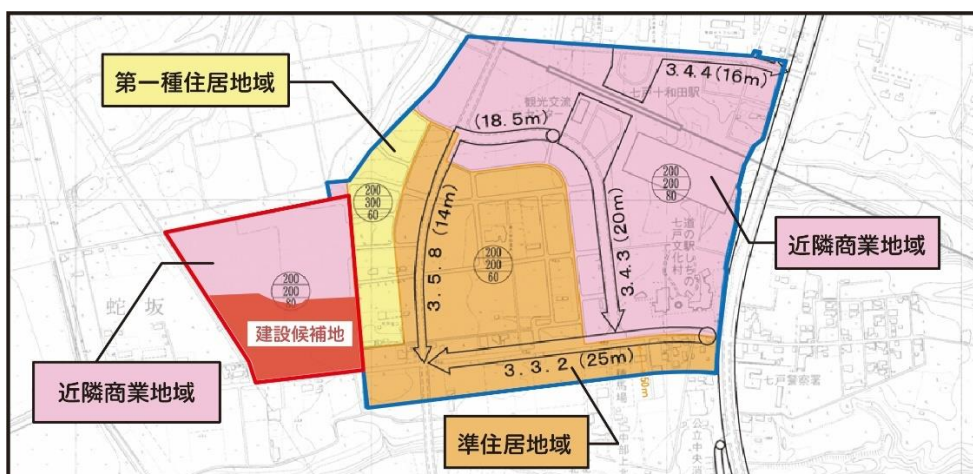 3.4.4(16m)
七戸十和田駅
第一種住居地域
観光交流
(18.5m)
200
300
60
200
200
80
3.5.8(14m)
3.4.3(20m)
道の駅しちのへ
七戸文化村
近隣商業地域
200
200
60
200
200
80
蛇坂
建設候補地
3.3.2(25m)
七戸警察署
近隣商業地域
準住居地域